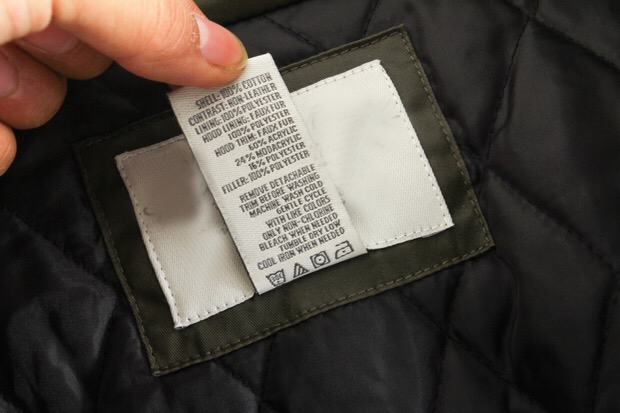 SHELL: 100% COTTON
CONTRAST: NON-LEATHER
LINING: 100% POLYESTER
HOOD LINING: FAUX FUR
100% POLYESTER
HOOD TRIM: FAUX FUR
60% ACRYLIC
24% MODACRYLIC
16% POLYESTER
FILLER: 100% POLYESTER
REMOVE DETACHABLE
TRIM BEFORE WASHING
MACHINE WASH COLD
GENTLE CYCLE
WITH LIKE COLORS
ONLY NON-CHLORINE
BLEACH WHEN NEEDED
TUMBLE DRY LOW
COOL IRON WHEN NEEDED